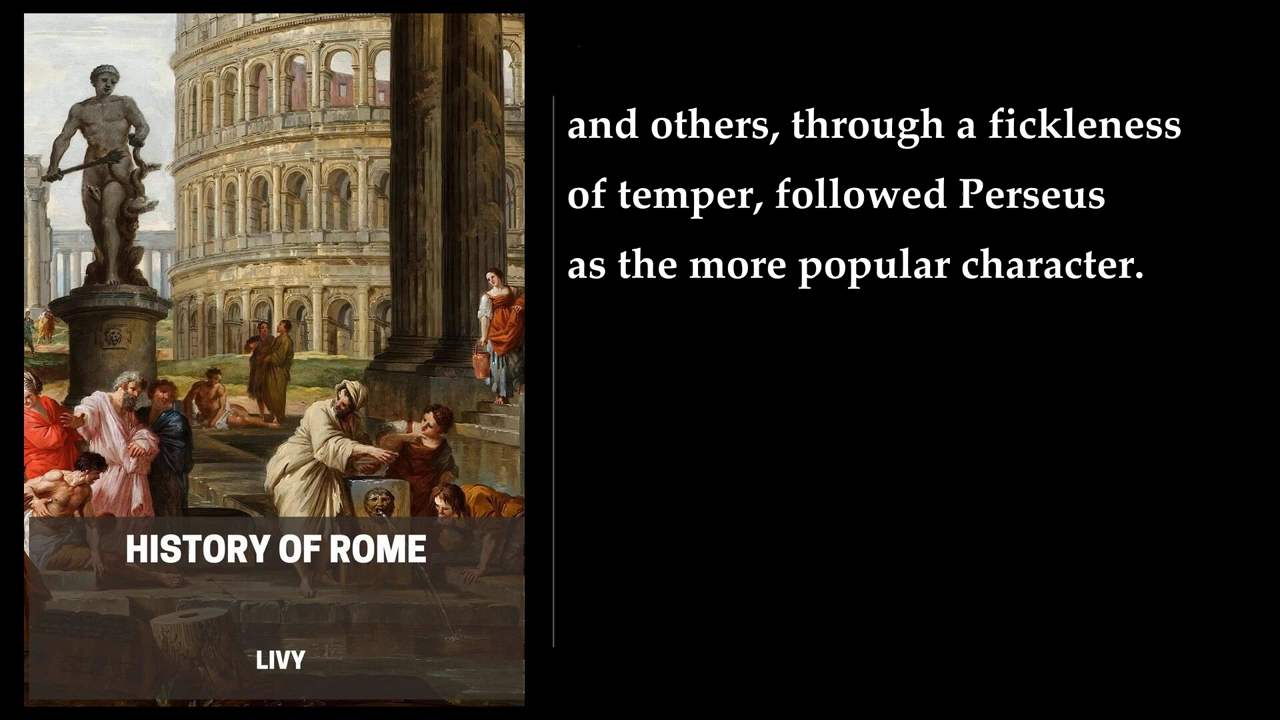 and others, through a fickleness
of temper, followed Perseus
as the more popular character.
HISTORY OF ROME
LIVY